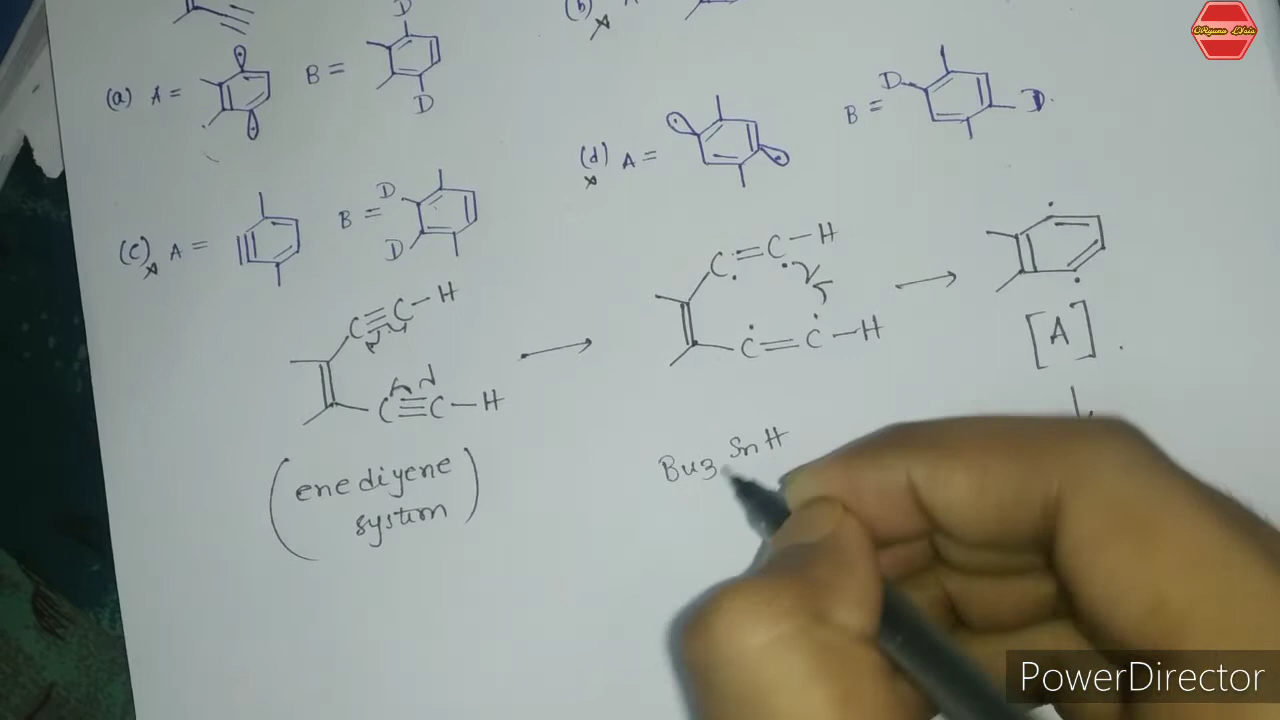 D
(b)
(a) A = B =
D
(d) A = B = D D
(c) A = B = D D
C≡C-H
C≡C-H
C=C-H
C=C-H
[A] .
(enediyene
system)
Bu3 SnH
PowerDirector